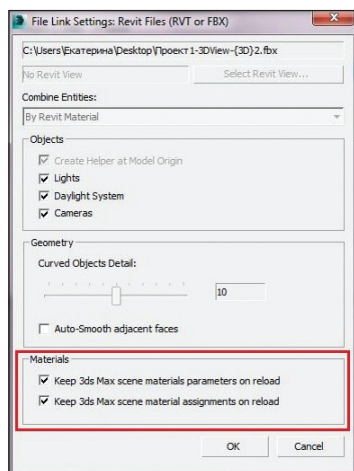 File Link Settings: Revit Files (RVT or FBX)
C:\Users\Екатерина\Desktop\Проект1-3DView-{3D}2.fbx
No Revit View
Select Revit View...
Combine Entities:
By Revit Material
Objects
Create Helper at Model Origin
Lights
Daylight System
Cameras
Geometry
Curved Objects Detail:
10
Auto-Smooth adjacent faces
Materials
Keep 3ds Max scene materials parameters on reload
Keep 3ds Max scene material assignments on reload
OK
Cancel